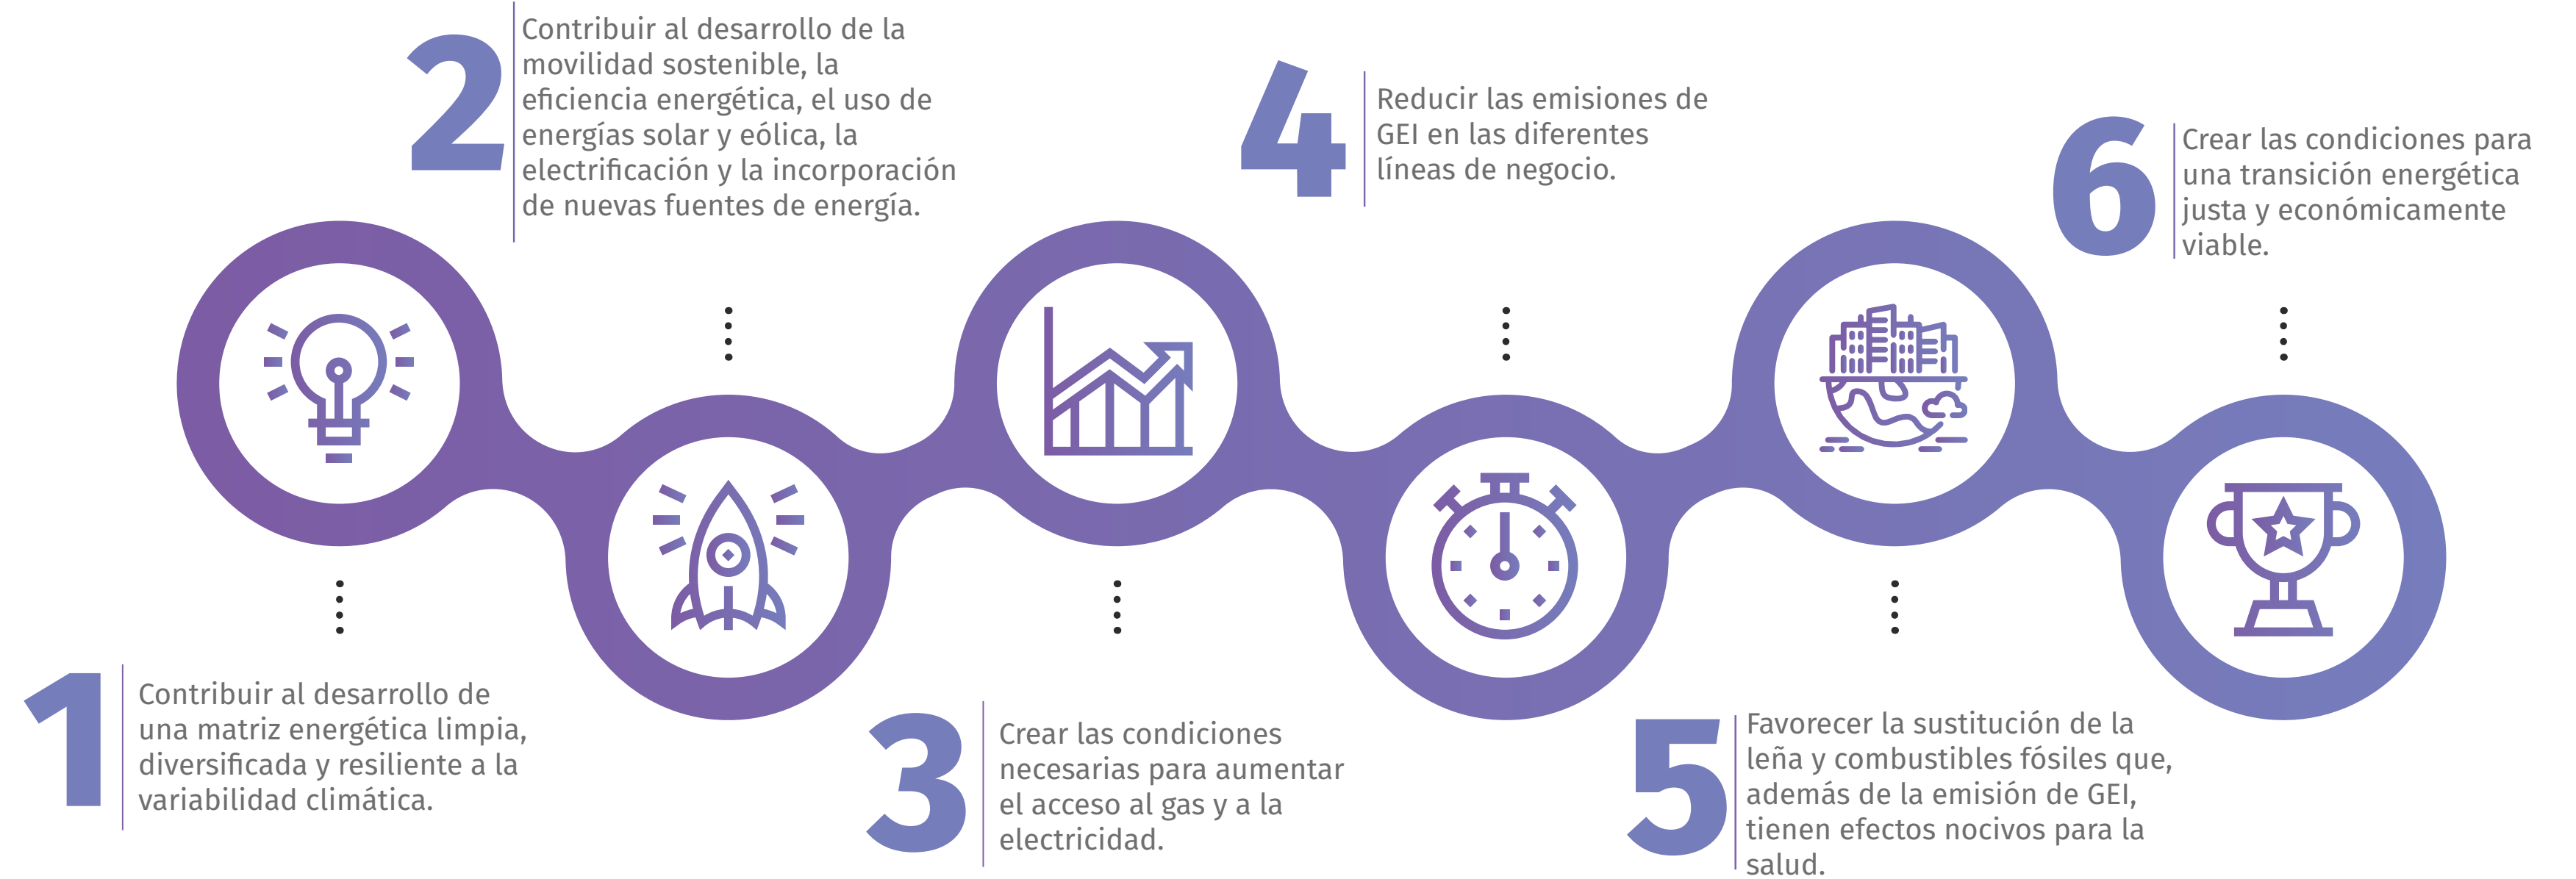 1
Contribuir al desarrollo de
una matriz energética limpia,
diversificada y resiliente a la
variabilidad climática.
2
Contribuir al desarrollo de la
movilidad sostenible, la
eficiencia energética, el uso de
energías solar y eólica, la
electrificación y la incorporación
de nuevas fuentes de energía.
3
Crear las condiciones
necesarias para aumentar
el acceso al gas y a la
electricidad.
4
Reducir las emisiones de
GEI en las diferentes
líneas de negocio.
5
Favorecer la sustitución de la
leña y combustibles fósiles que,
además de la emisión de GEI,
tienen efectos nocivos para la
salud.
6
Crear las condiciones para
una transición energética
justa y económicamente
viable.